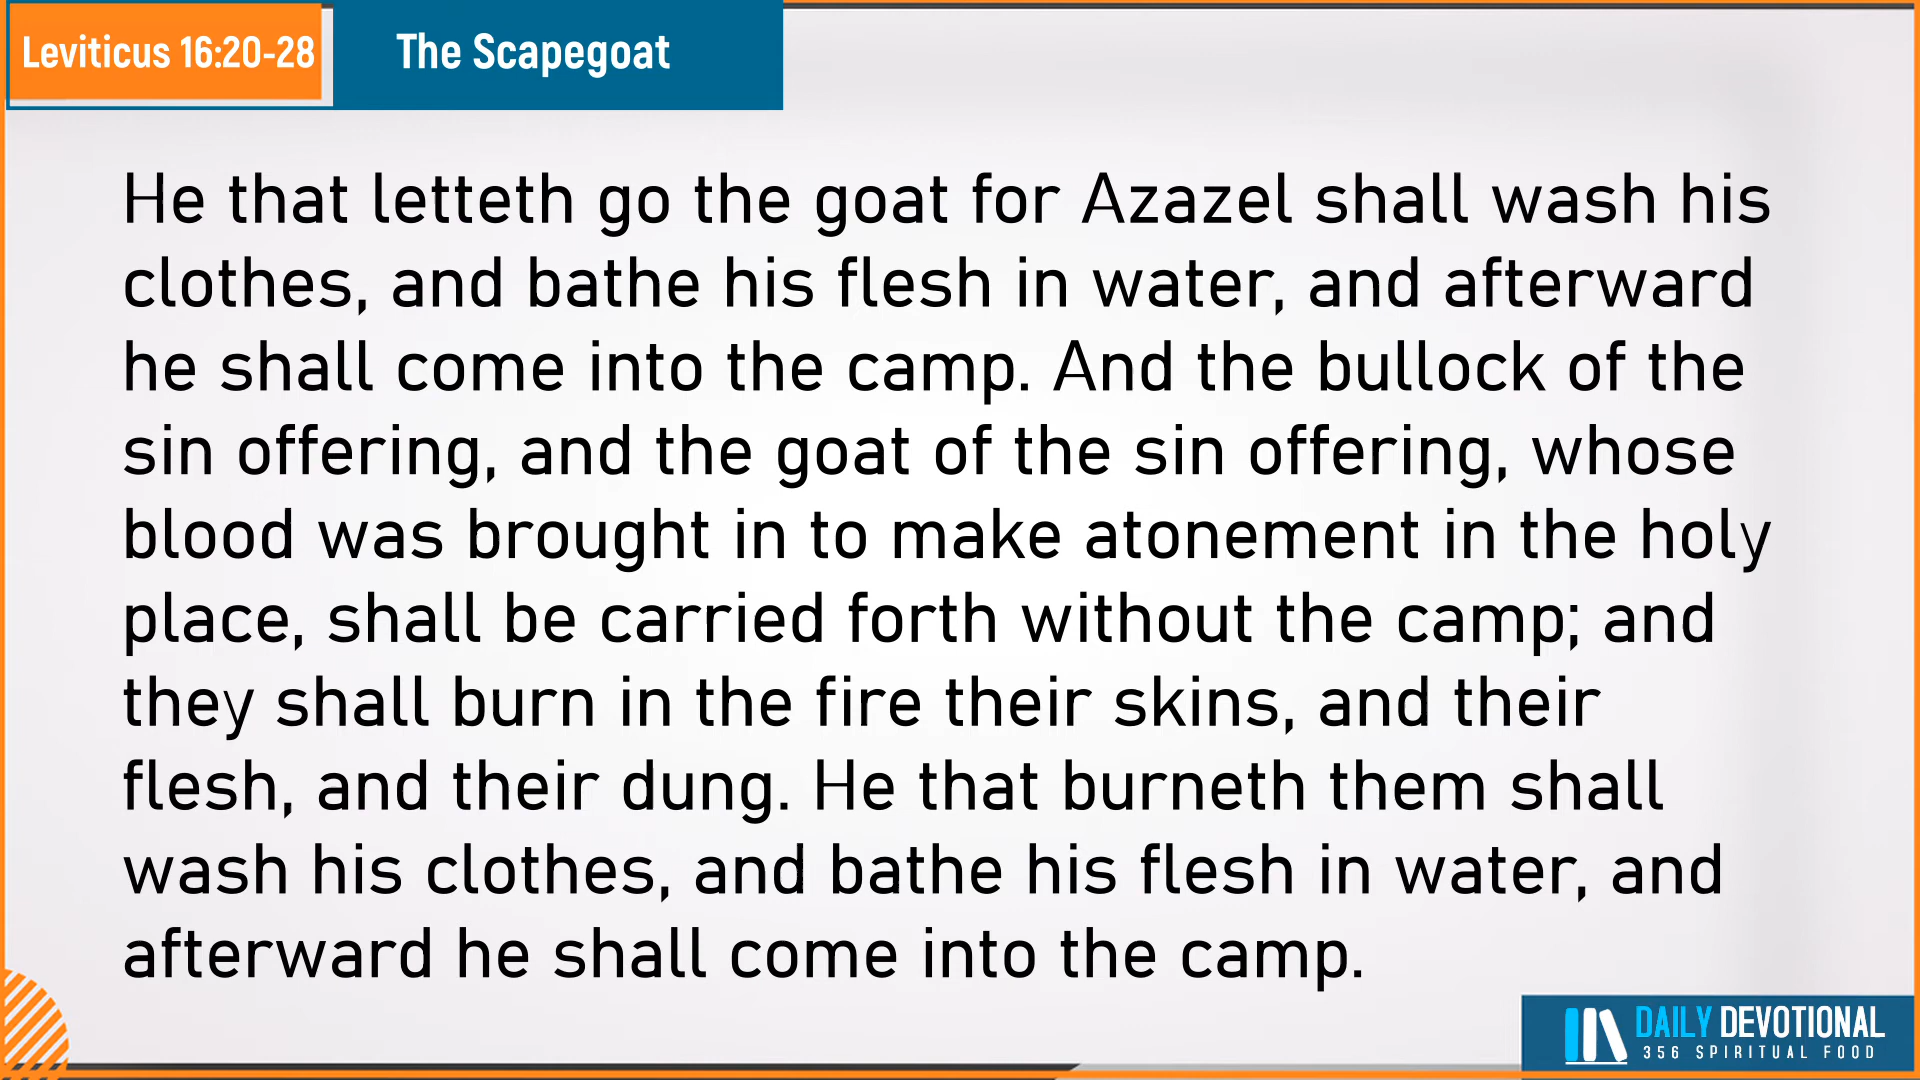 Leviticus 16:20-28
The Scapegoat
He that letteth go the goat for Azazel shall wash his
clothes, and bathe his flesh in water, and afterward
he shall come into the camp. And the bullock of the
sin offering, and the goat of the sin offering, whose
blood was brought in to make atonement in the holy
place, shall be carried forth without the camp; and
they shall burn in the fire their skins, and their
flesh, and their dung. He that burneth them shall
wash his clothes, and bathe his flesh in water, and
afterward he shall come into the camp.
DAILY DEVOTIONAL
356 SPIRITUAL FOOD